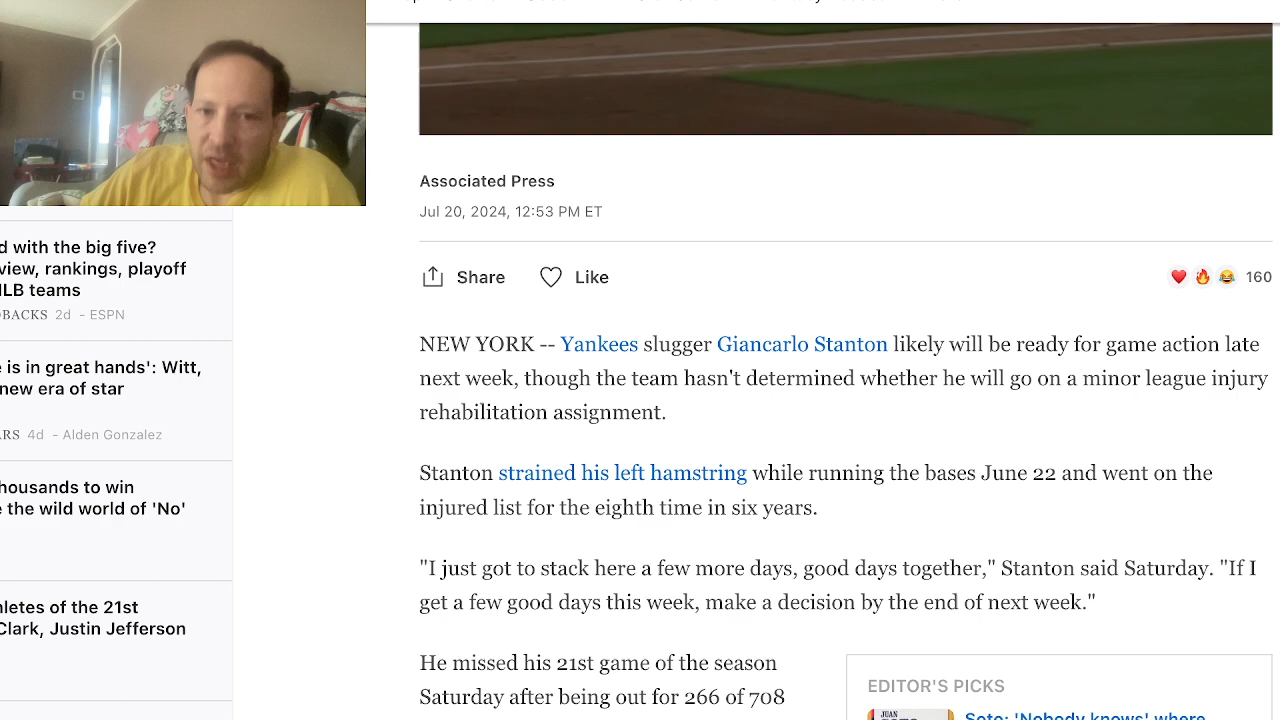 Associated Press
Jul 20, 2024, 12:53 PM ET
Share
Like
160
NEW YORK -- Yankees slugger Giancarlo Stanton likely will be ready for game action late
next week, though the team hasn't determined whether he will go on a minor league injury
rehabilitation assignment.
Stanton strained his left hamstring while running the bases June 22 and went on the
injured list for the eighth time in six years.
"I just got to stack here a few more days, good days together," Stanton said Saturday. "If I
get a few good days this week, make a decision by the end of next week."
He missed his 21st game of the season
Saturday after being out for 266 of 708
EDITOR'S PICKS
JUAN
Soto: 'Nobody knows' where
d with the big five?
view, rankings, playoff
LB teams
BACKS 2d - ESPN
is in great hands': Witt,
new era of star
RS 4d - Alden Gonzalez
housands to win
the wild world of 'No'
letes of the 21st
Clark, Justin Jefferson